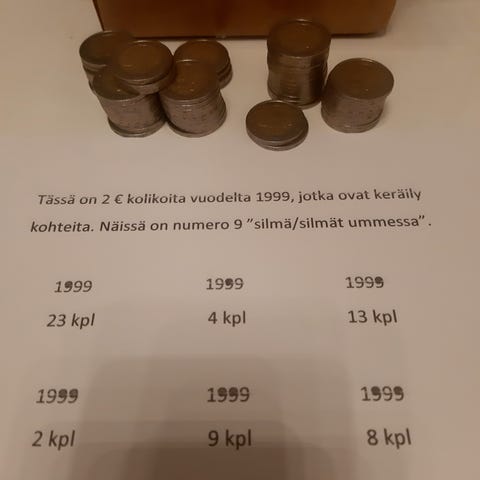 Tässä on 2 € kolikoita vuodelta 1999, jotka ovat keräily
kohteita. Näissä on numero 9 "silmä/silmät ummessa".
1999 1999 1999
23 kpl 4 kpl 13 kpl
1999 1999 1999
2 kpl 9 kpl 8 kpl